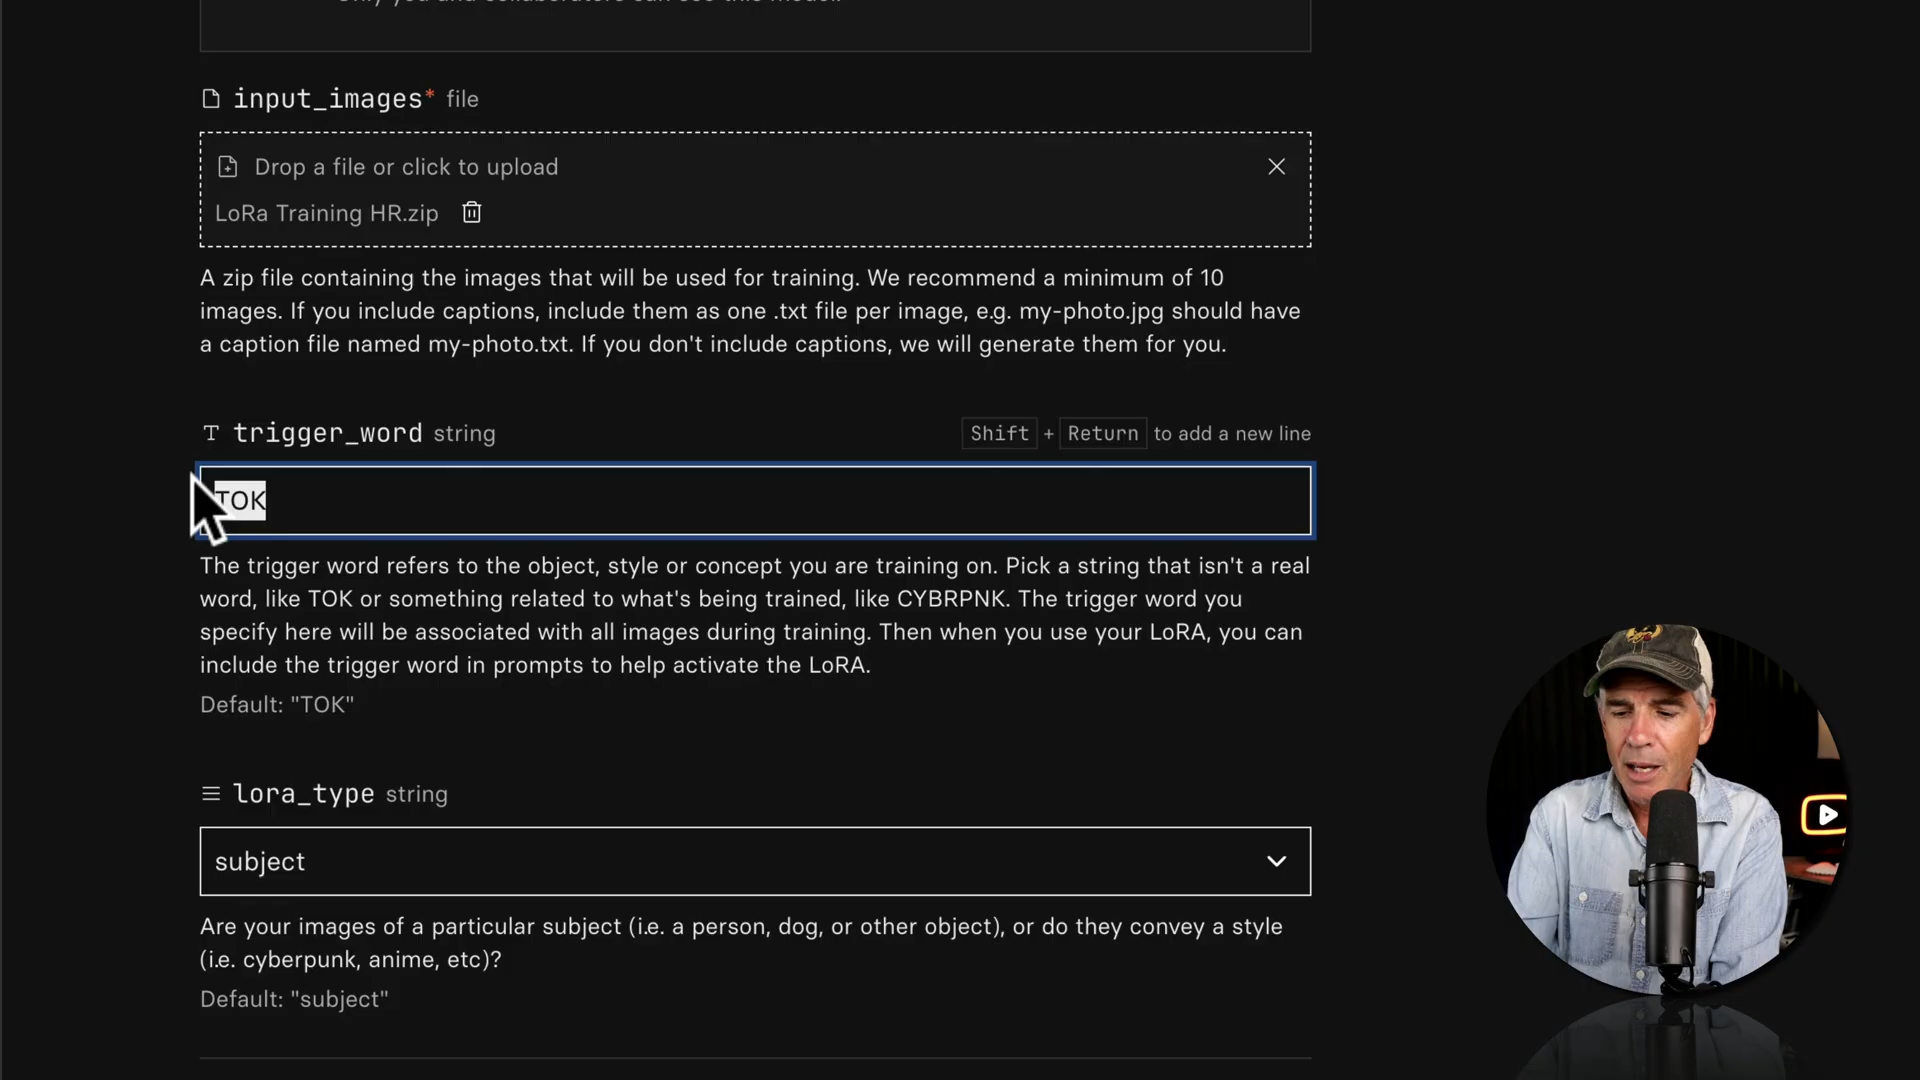 Only you and collaborators can see this model.
input_images* file
Drop a file or click to upload
LoRa Training HR.zip
A zip file containing the images that will be used for training. We recommend a minimum of 10
images. If you include captions, include them as one .txt file per image, e.g. my-photo.jpg should have
a caption file named my-photo.txt. If you don't include captions, we will generate them for you.
trigger_word string
Shift + Return to add a new line
TOK
The trigger word refers to the object, style or concept you are training on. Pick a string that isn't a real
word, like TOK or something related to what's being trained, like CYBRPNK. The trigger word you
specify here will be associated with all images during training. Then when you use your LoRA, you can
include the trigger word in prompts to help activate the LoRA.
Default: "TOK"
lora_type string
subject
Are your images of a particular subject (i.e. a person, dog, or other object), or do they convey a style
(i.e. cyberpunk, anime, etc)?
Default: "subject"